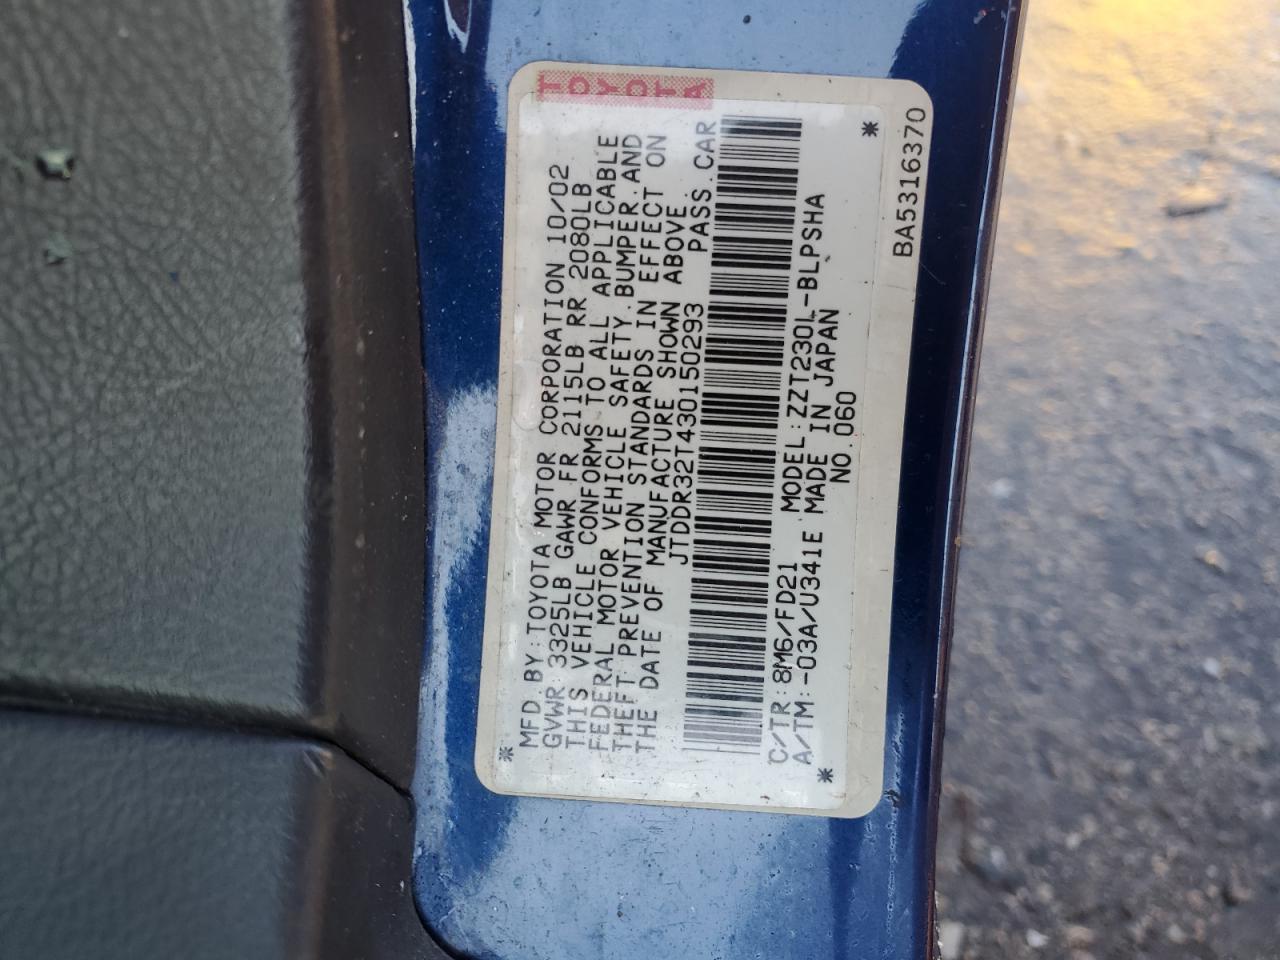 TOYOTA
* MFD. BY: TOYOTA MOTOR CORPORATION 10/02
GVWR 3325LB GAWR FR 2115LB RR 2080LB
THIS VEHICLE CONFORMS TO ALL APPLICABLE
FEDERAL MOTOR VEHICLE SAFETY, BUMPER, AND
THEFT PREVENTION STANDARDS IN EFFECT ON
THE DATE OF MANUFACTURE SHOWN ABOVE.
JTDDR32T430150293 PASS. CAR
C/TR: 8M6/FD21 MODEL: ZZT230L-BLPSHA
A/TM: -03A/U341E MADE IN JAPAN
* NO. 060 *
BA5316370